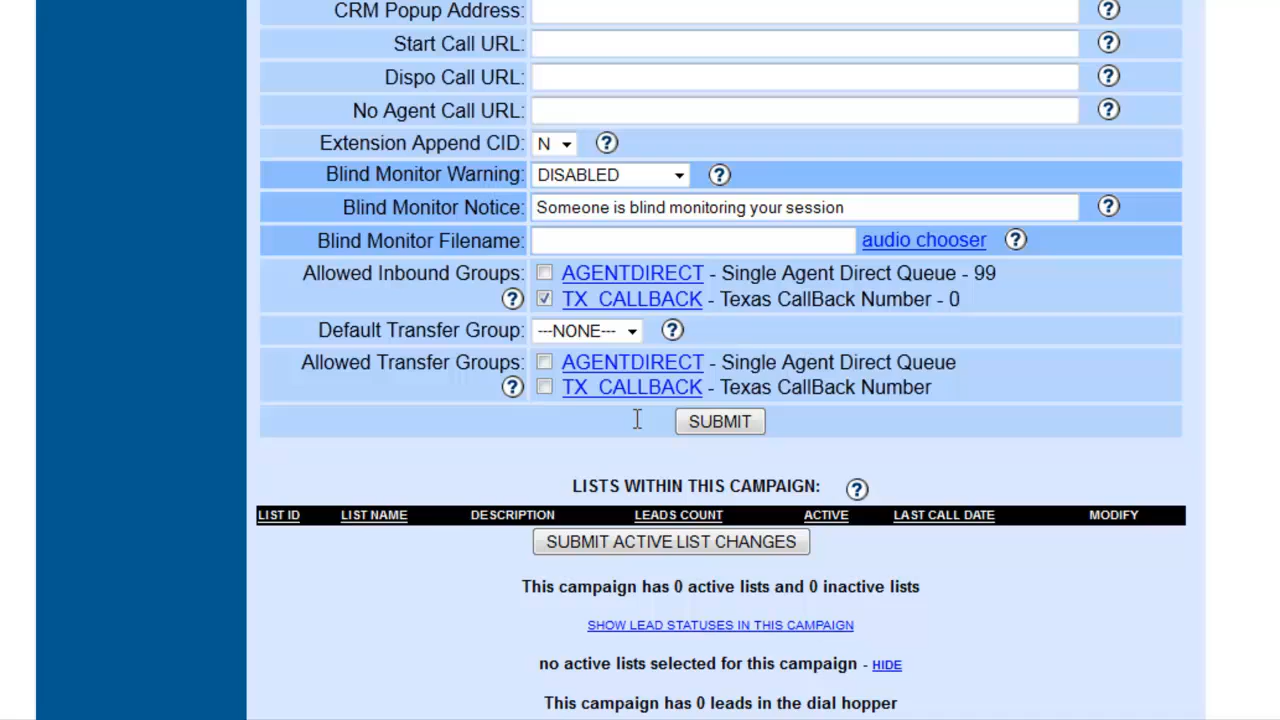 CRM Popup Address:
Start Call URL:
Dispo Call URL:
No Agent Call URL:
Extension Append CID: N
Blind Monitor Warning: DISABLED
Blind Monitor Notice: Someone is blind monitoring your session
Blind Monitor Filename: audio chooser
Allowed Inbound Groups: AGENTDIRECT - Single Agent Direct Queue - 99
TX_CALLBACK - Texas CallBack Number - 0
Default Transfer Group: ---NONE---
Allowed Transfer Groups: AGENTDIRECT - Single Agent Direct Queue
TX_CALLBACK - Texas CallBack Number
SUBMIT
LISTS WITHIN THIS CAMPAIGN:
LIST ID LIST NAME DESCRIPTION LEADS COUNT ACTIVE LAST CALL DATE MODIFY
SUBMIT ACTIVE LIST CHANGES
This campaign has 0 active lists and 0 inactive lists
SHOW LEAD STATUSES IN THIS CAMPAIGN
no active lists selected for this campaign - HIDE
This campaign has 0 leads in the dial hopper